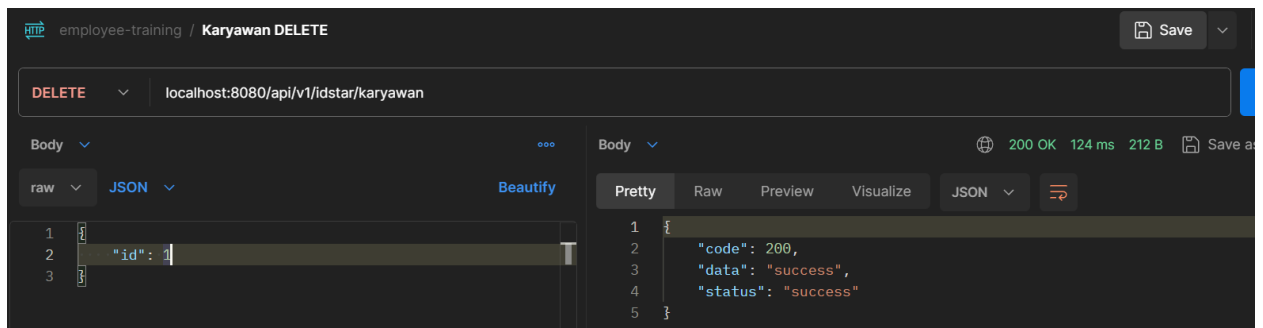 HTTP employee-training / Karyawan DELETE Save
DELETE localhost:8080/api/v1/idstar/karyawan
Body
raw JSON Beautify
1 {
2 "id": 1
3 }
Body 200 OK 124 ms 212 B Save as
Pretty Raw Preview Visualize JSON
1 {
2 "code": 200,
3 "data": "success",
4 "status": "success"
5 }